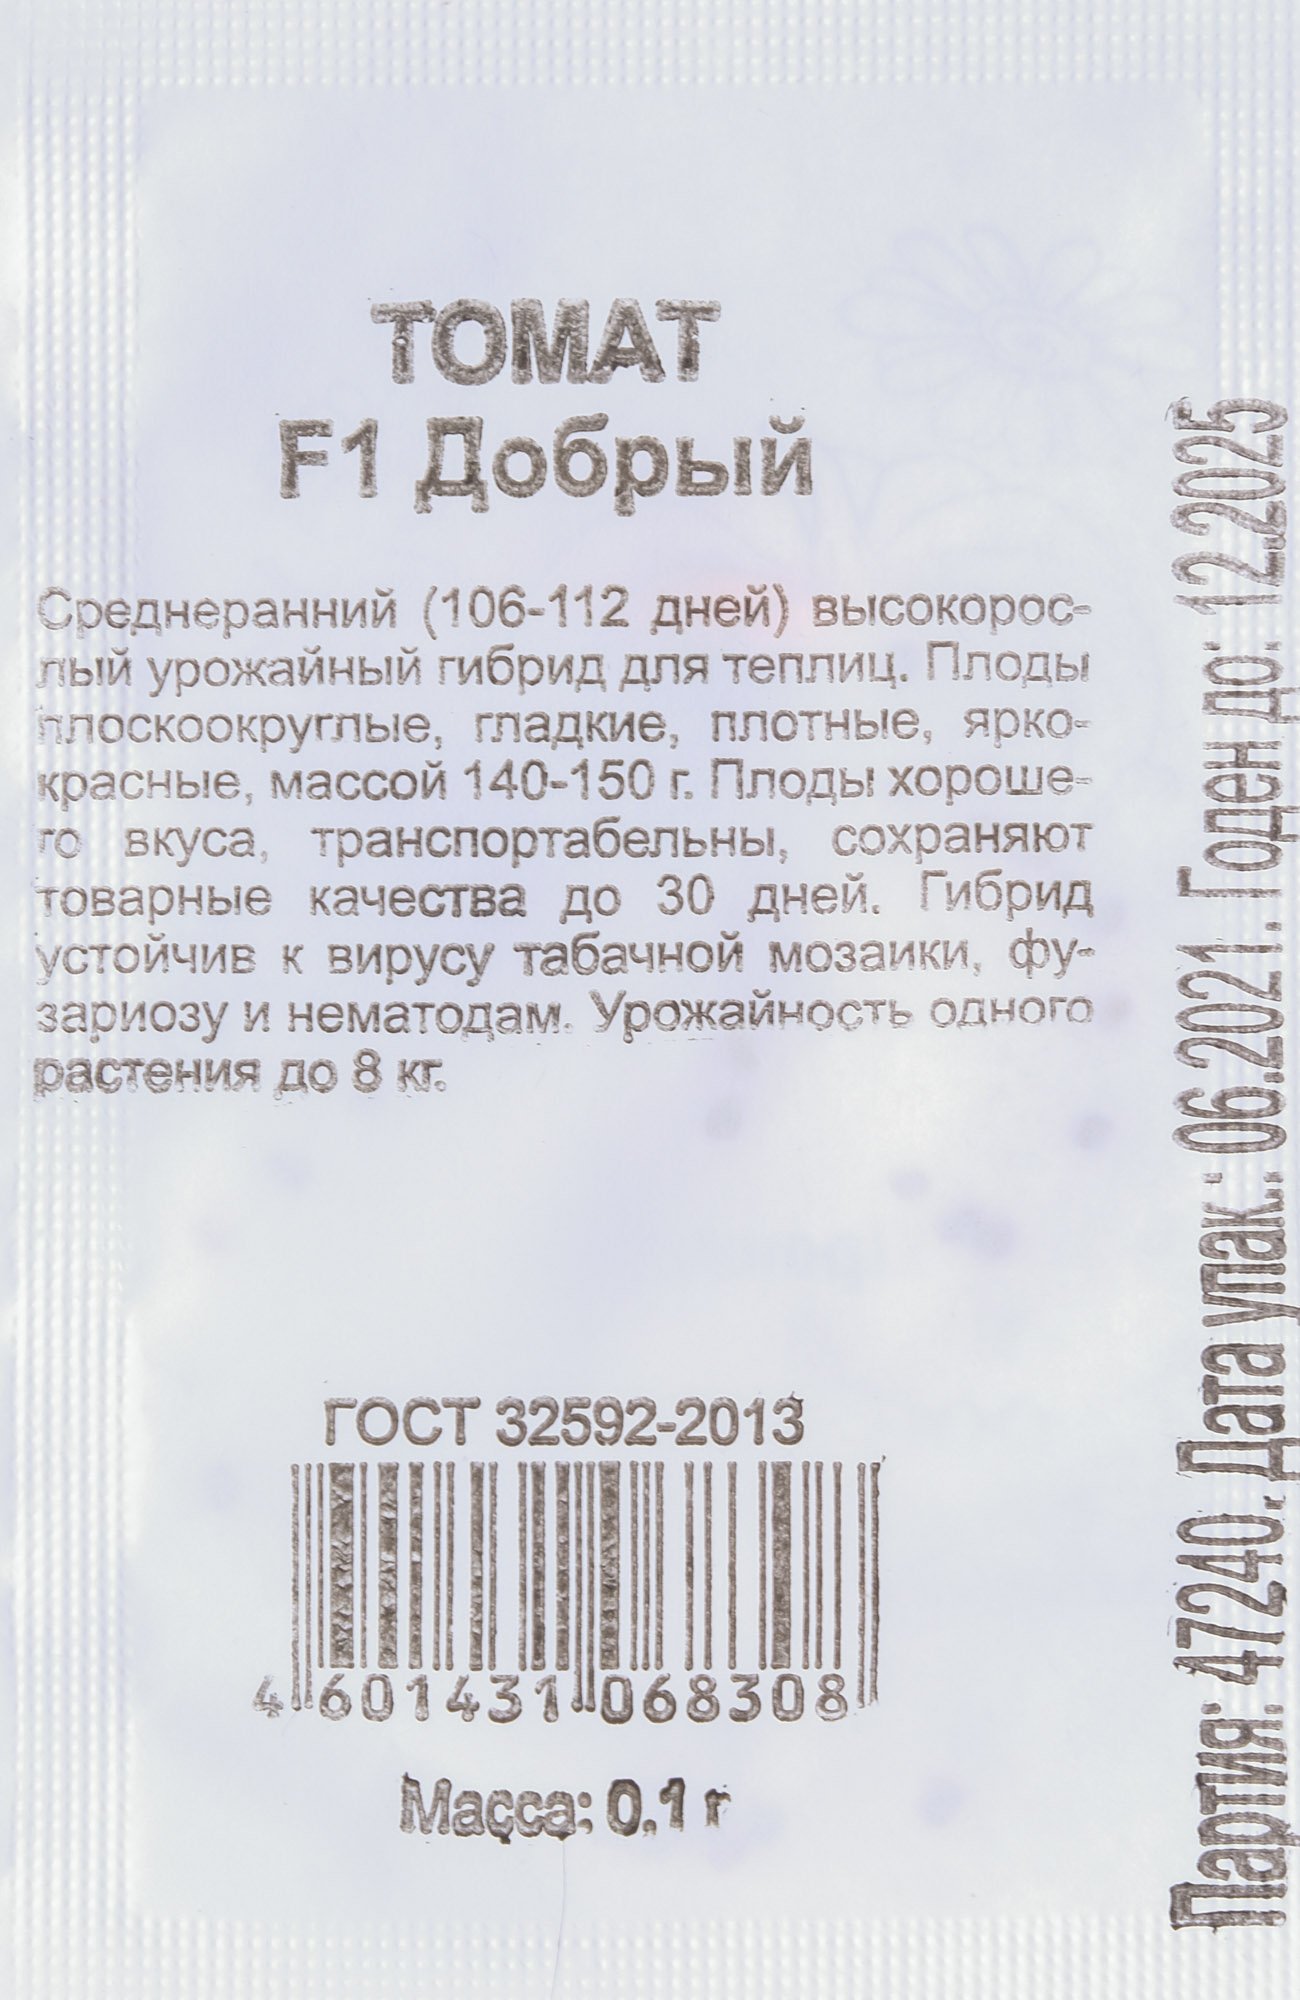 ТОМАТ
F1 Добрый
Среднеранний (106-112 дней) высокорос-
лый урожайный гибрид для теплиц. Плоды
плоскоокруглые, гладкие, плотные, ярко-
красные, массой 140-150 г. Плоды хороше-
го вкуса, транспортабельны, сохраняют
товарные качества до 30 дней. Гибрид
устойчив к вирусу табачной мозаики, фу-
зариозу и нематодам. Урожайность одного
растения до 8 кг.
ГОСТ 32592-2013
4 601431 068308
Масса: 0,1 г
Партия: 47240. Дата упак.: 06.2021. Годен до: 12.2025